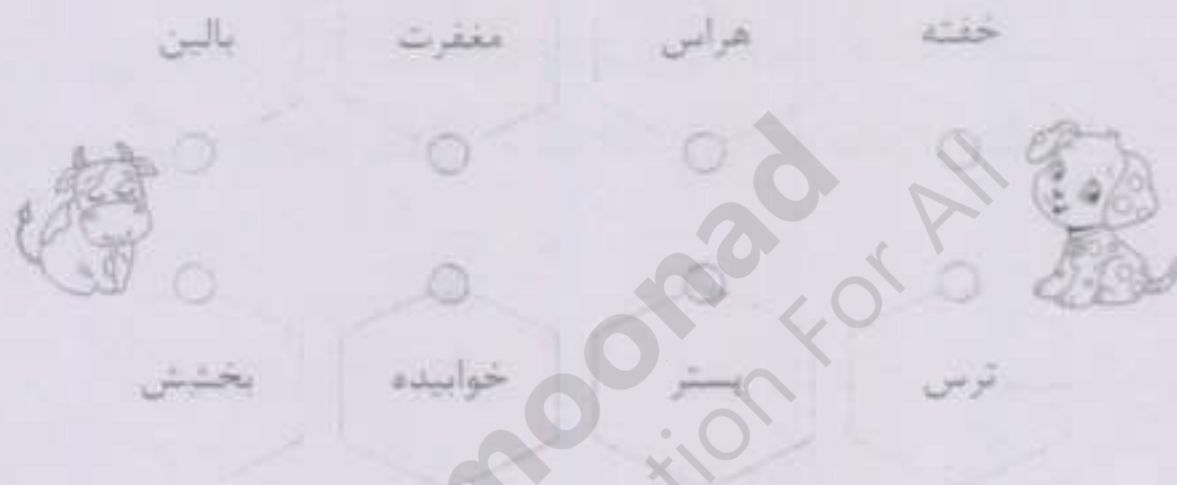 خفته هراس مغفرت بالین
ترس بستر خوابیده بخشش
moonad
tion For All